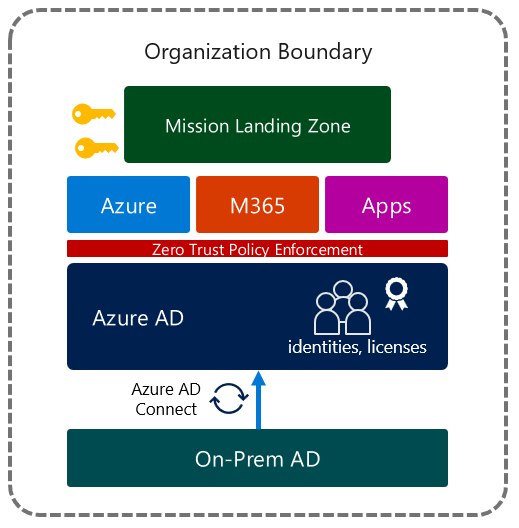 Organization Boundary
Mission Landing Zone
Azure
M365
Apps
Zero Trust Policy Enforcement
Azure AD
identities, licenses
Azure AD
Connect
On-Prem AD